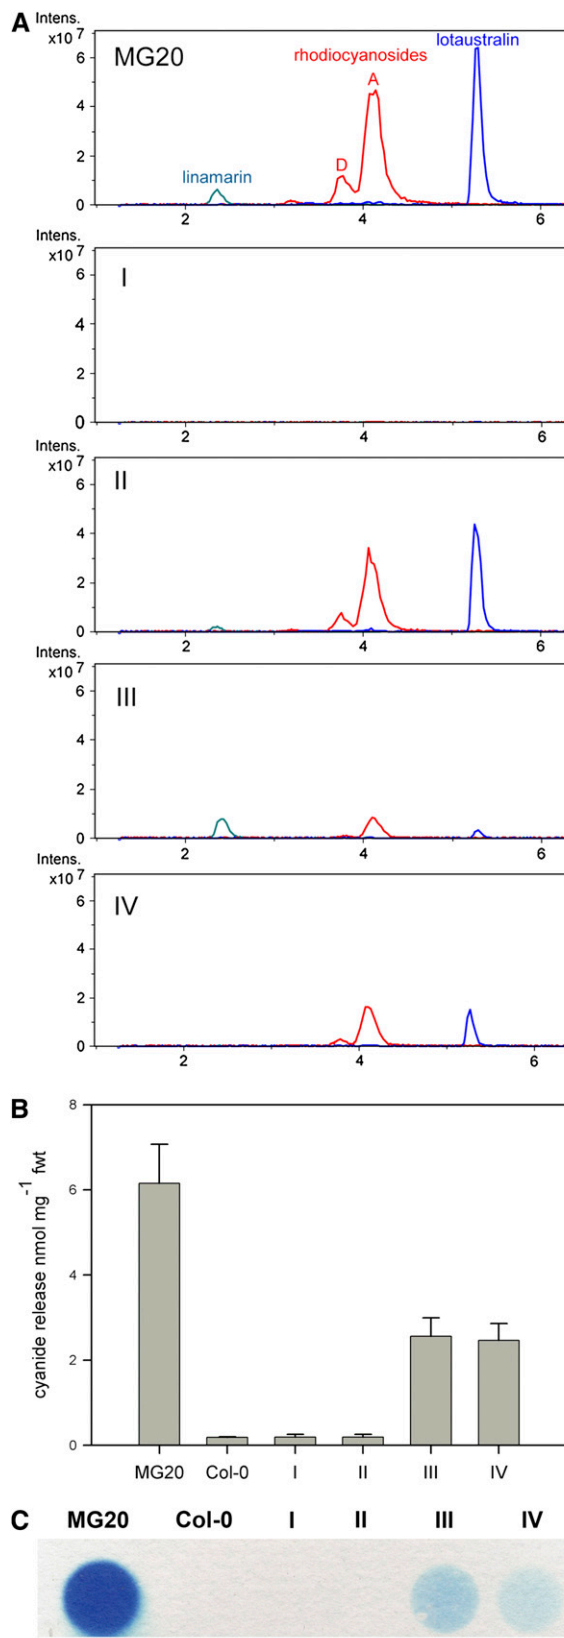 A
Intens.
x10 7
MG20
rhodiocyanosides
lotaustralin
6
4
A
D
2
linamarin
0
2 4 6
Intens.
x10 7
I
6
4
2
0
2 4 6
Intens.
x10 7
II
6
4
2
0
2 4 6
Intens.
x10 7
III
6
4
2
0
2 4 6
Intens.
x10 7
IV
6
4
2
0
2 4 6
B
cyanide release nmol mg-1 fwt
8
6
4
2
0
MG20 Col-0 I II III IV
C
MG20 Col-0 I II III IV